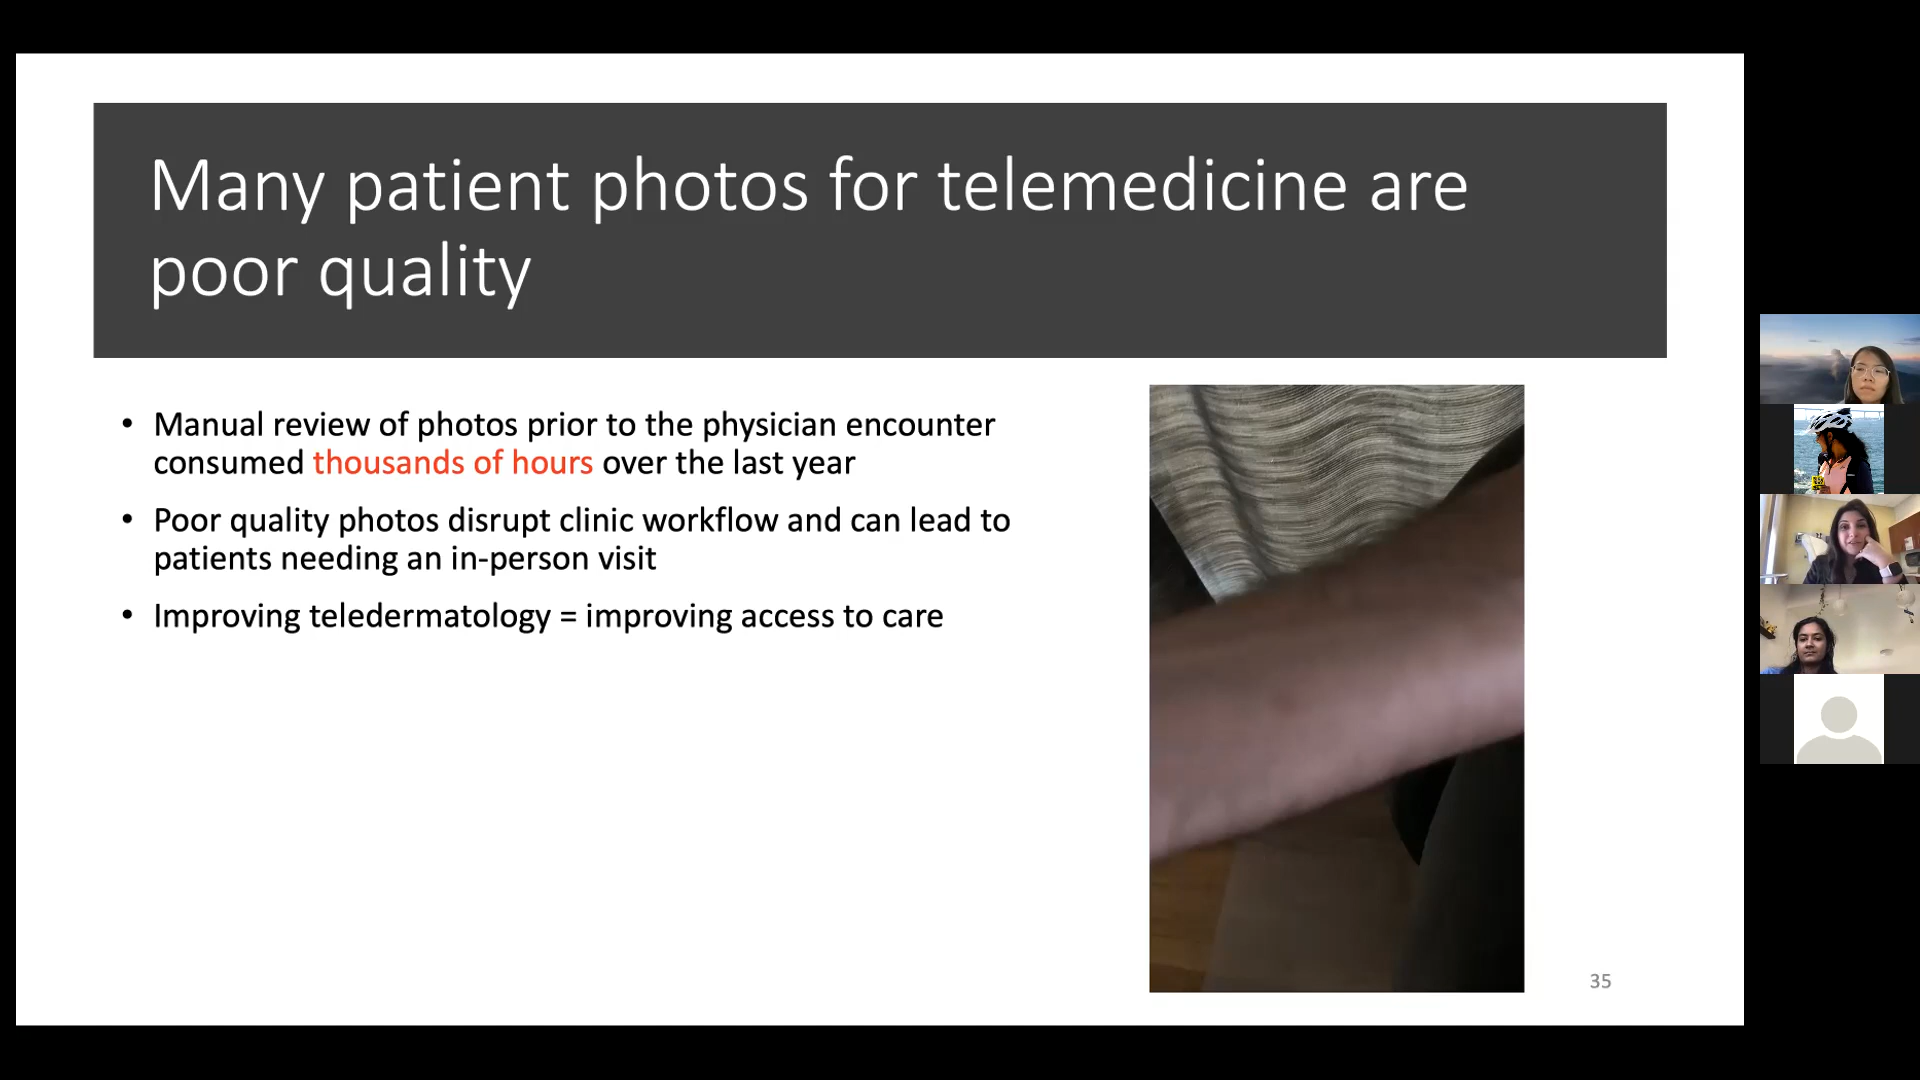 Many patient photos for telemedicine are
poor quality
• Manual review of photos prior to the physician encounter
consumed thousands of hours over the last year
• Poor quality photos disrupt clinic workflow and can lead to
patients needing an in-person visit
• Improving teledermatology = improving access to care
35